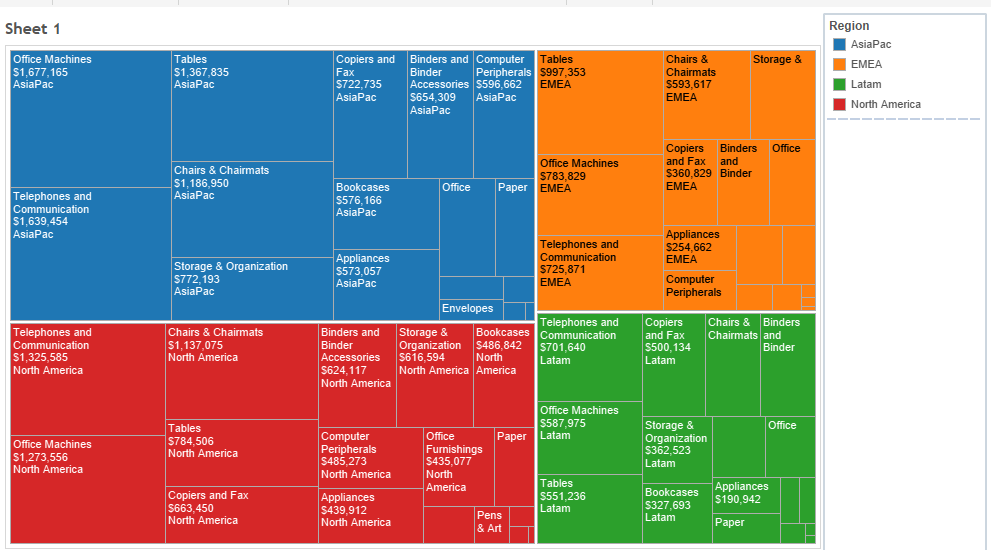 Sheet 1
Office Machines
$1,677,165
AsiaPac
Telephones and
Communication
$1,639,454
AsiaPac
Tables
$1,367,835
AsiaPac
Chairs & Chairmats
$1,186,950
AsiaPac
Storage & Organization
$772,193
AsiaPac
Copiers and
Fax
$722,735
AsiaPac
Binders and
Binder
Accessories
$654,309
AsiaPac
Computer
Peripherals
$596,662
AsiaPac
Bookcases
$576,166
AsiaPac
Appliances
$573,057
AsiaPac
Office
Paper
Envelopes
Tables
$997,353
EMEA
Office Machines
$783,829
EMEA
Telephones and
Communication
$725,871
EMEA
Chairs &
Chairmats
$593,617
EMEA
Storage &
Copiers
and Fax
$360,829
EMEA
Binders
and
Binder
Office
Appliances
$254,662
EMEA
Computer
Peripherals
Telephones and
Communication
$1,325,585
North America
Office Machines
$1,273,556
North America
Chairs & Chairmats
$1,137,075
North America
Tables
$784,506
North America
Copiers and Fax
$663,450
North America
Binders and
Binder
Accessories
$624,117
North America
Storage &
Organization
$616,594
North America
Bookcases
$486,842
North
America
Computer
Peripherals
$485,273
North America
Appliances
$439,912
North America
Office
Furnishings
$435,077
North
America
Paper
Pens
& Art
Telephones and
Communication
$701,640
Latam
Office Machines
$587,975
Latam
Tables
$551,236
Latam
Copiers
and Fax
$500,134
Latam
Chairs &
Chairmats
Binders
and
Binder
Storage &
Organization
$362,523
Latam
Bookcases
$327,693
Latam
Office
Appliances
$190,942
Paper
Region
AsiaPac
EMEA
Latam
North America